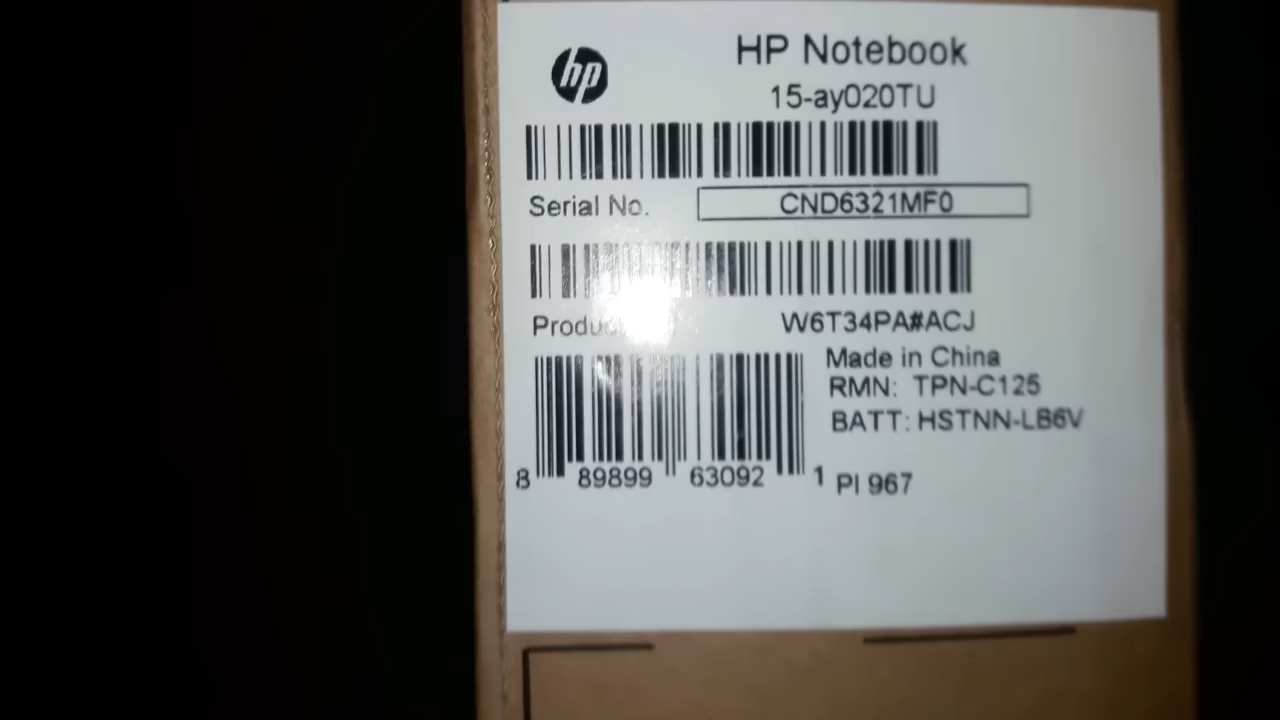 hp
HP Notebook
15-ay020TU
Serial No. CND6321MF0
W6T34PA#ACJ
Made in China
RMN: TPN-C125
BATT: HSTNN-LB6V
8 89899 63092 1
PI 967